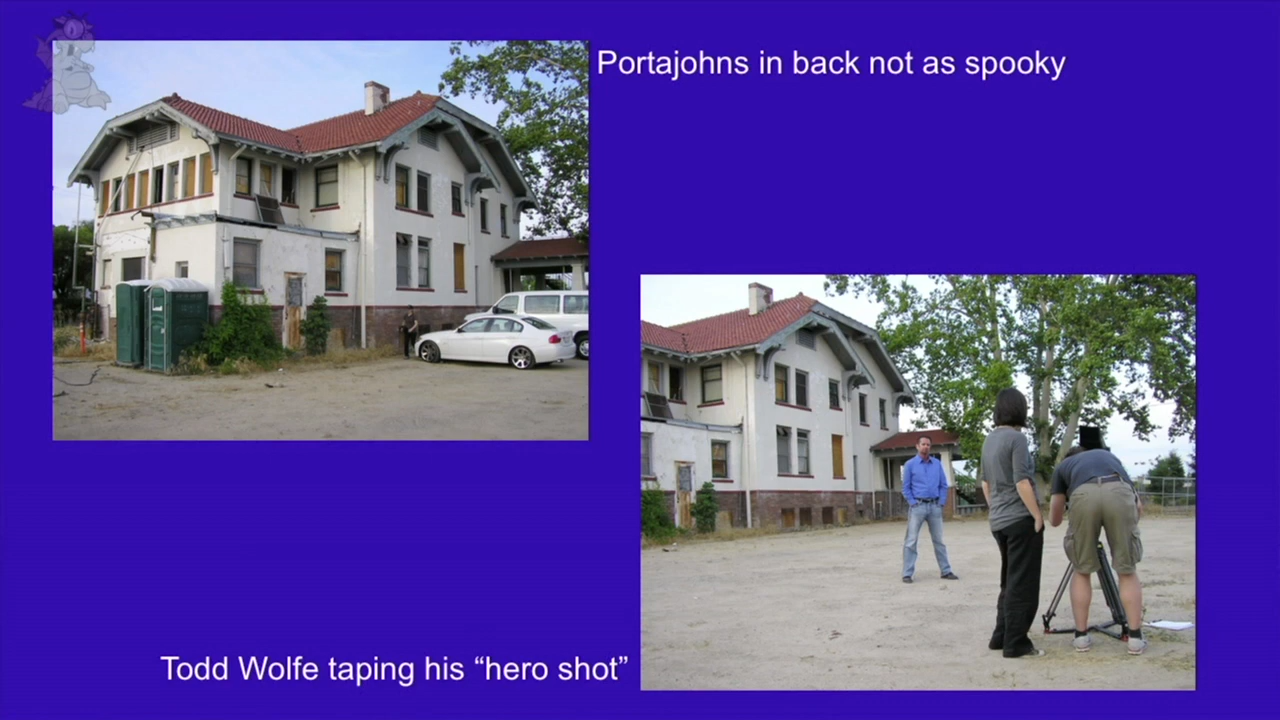 Portajohns in back not as spooky
Todd Wolfe taping his “hero shot”